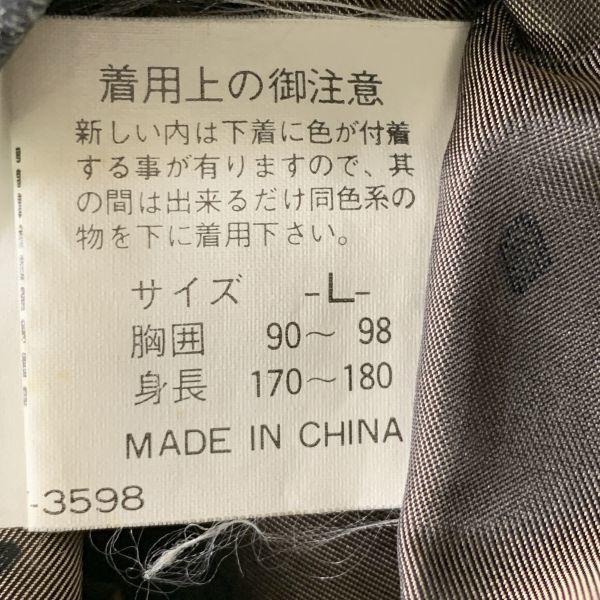 着用上の御注意
新しい内は下着に色が付着
する事が有りますので、其
の間は出来るだけ同色系の
物を下に着用下さい。
サイズ -L-
胸囲 90～ 98
身長 170～180
MADE IN CHINA
-3598